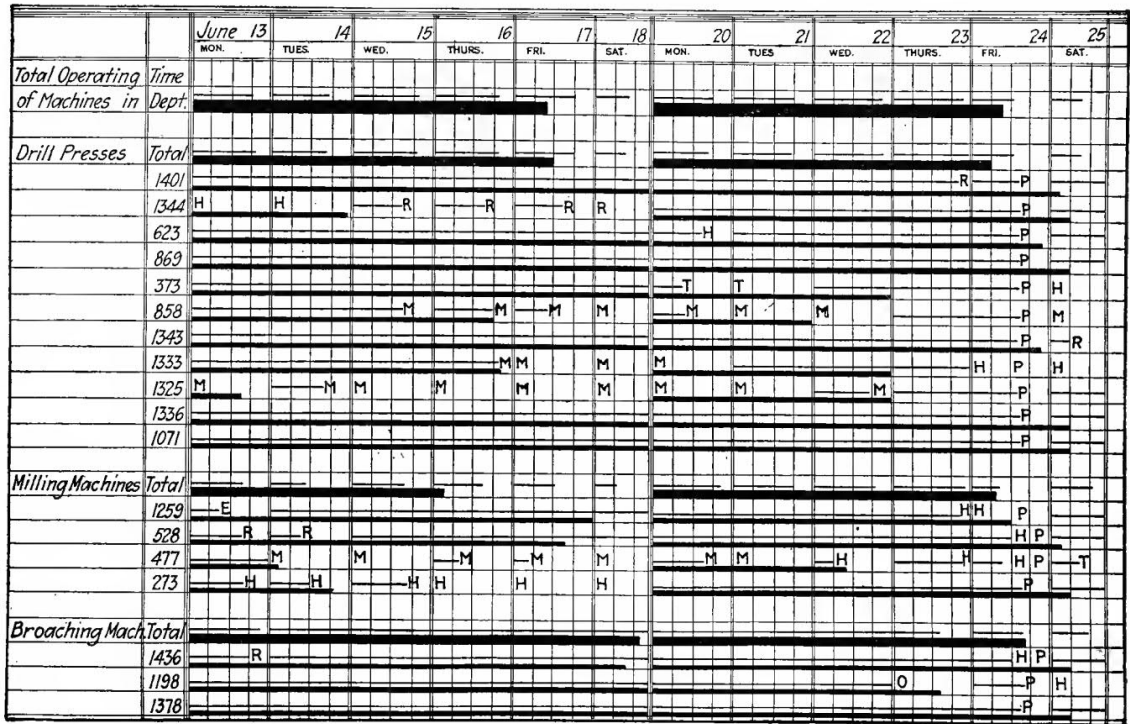 June 13 14 15 16 17 18 20 21 22 23 24 25
MON. TUES. WED. THURS. FRI. SAT. MON. TUES WED. THURS. FRI. SAT.
Total Operating Time
of Machines in Dept.
Drill Presses Total
1401 R P
1344 H H R R R R P
623 H P
869 P
373 T T P H
858 M M M M M M M P M
1343 P R
1333 M M M M H P H
1325 M M M M M M M M M P
1336 P
1071 P
Milling Machines Total
1259 E H H P
528 R R H P
477 M M M M M M M H H H P T
273 H H H H H H P
Broaching Mach. Total
1436 R H P
1198 O P H
1378 P